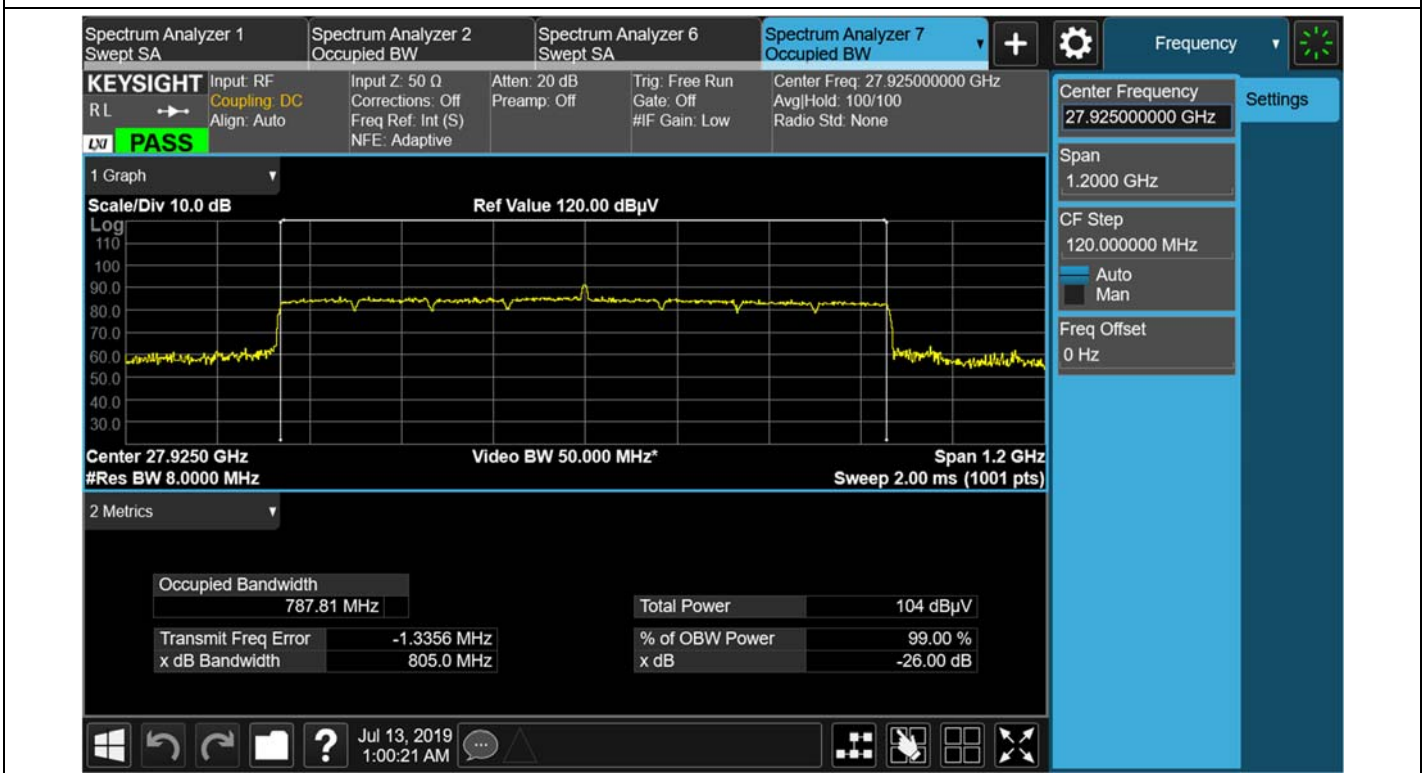 Spectrum Analyzer 1
Swept SA
Spectrum Analyzer 2
Occupied BW
Spectrum Analyzer 6
Swept SA
Spectrum Analyzer 7
Occupied BW
Frequency
KEYSIGHT
RL
LXI PASS
Input: RF
Coupling: DC
Align: Auto
Input Z: 50 Ω
Corrections: Off
Freq Ref: Int (S)
NFE: Adaptive
Atten: 20 dB
Preamp: Off
Trig: Free Run
Gate: Off
#IF Gain: Low
Center Freq: 27.925000000 GHz
Avg|Hold: 100/100
Radio Std: None
Center Frequency
27.925000000 GHz
Settings
Span
1.2000 GHz
CF Step
120.000000 MHz
Auto
Man
Freq Offset
0 Hz
1 Graph
Scale/Div 10.0 dB
Ref Value 120.00 dBµV
Log
110
100
90.0
80.0
70.0
60.0
50.0
40.0
30.0
Center 27.9250 GHz
Video BW 50.000 MHz*
Span 1.2 GHz
#Res BW 8.0000 MHz
Sweep 2.00 ms (1001 pts)
2 Metrics
Occupied Bandwidth
787.81 MHz
Total Power 104 dBµV
Transmit Freq Error -1.3356 MHz
% of OBW Power 99.00 %
x dB Bandwidth 805.0 MHz
x dB -26.00 dB
?
Jul 13, 2019
1:00:21 AM